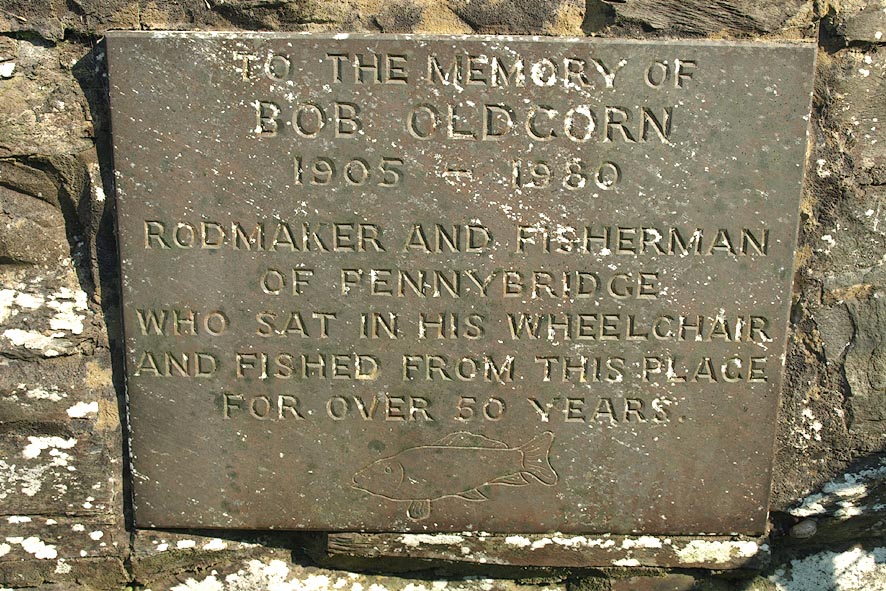 TO THE MEMORY OF
BOB OLDCORN
1905 – 1980
RODMAKER AND FISHERMAN
OF PENNYBRIDGE
WHO SAT IN HIS WHEELCHAIR
AND FISHED FROM THIS PLACE
FOR OVER 50 YEARS.